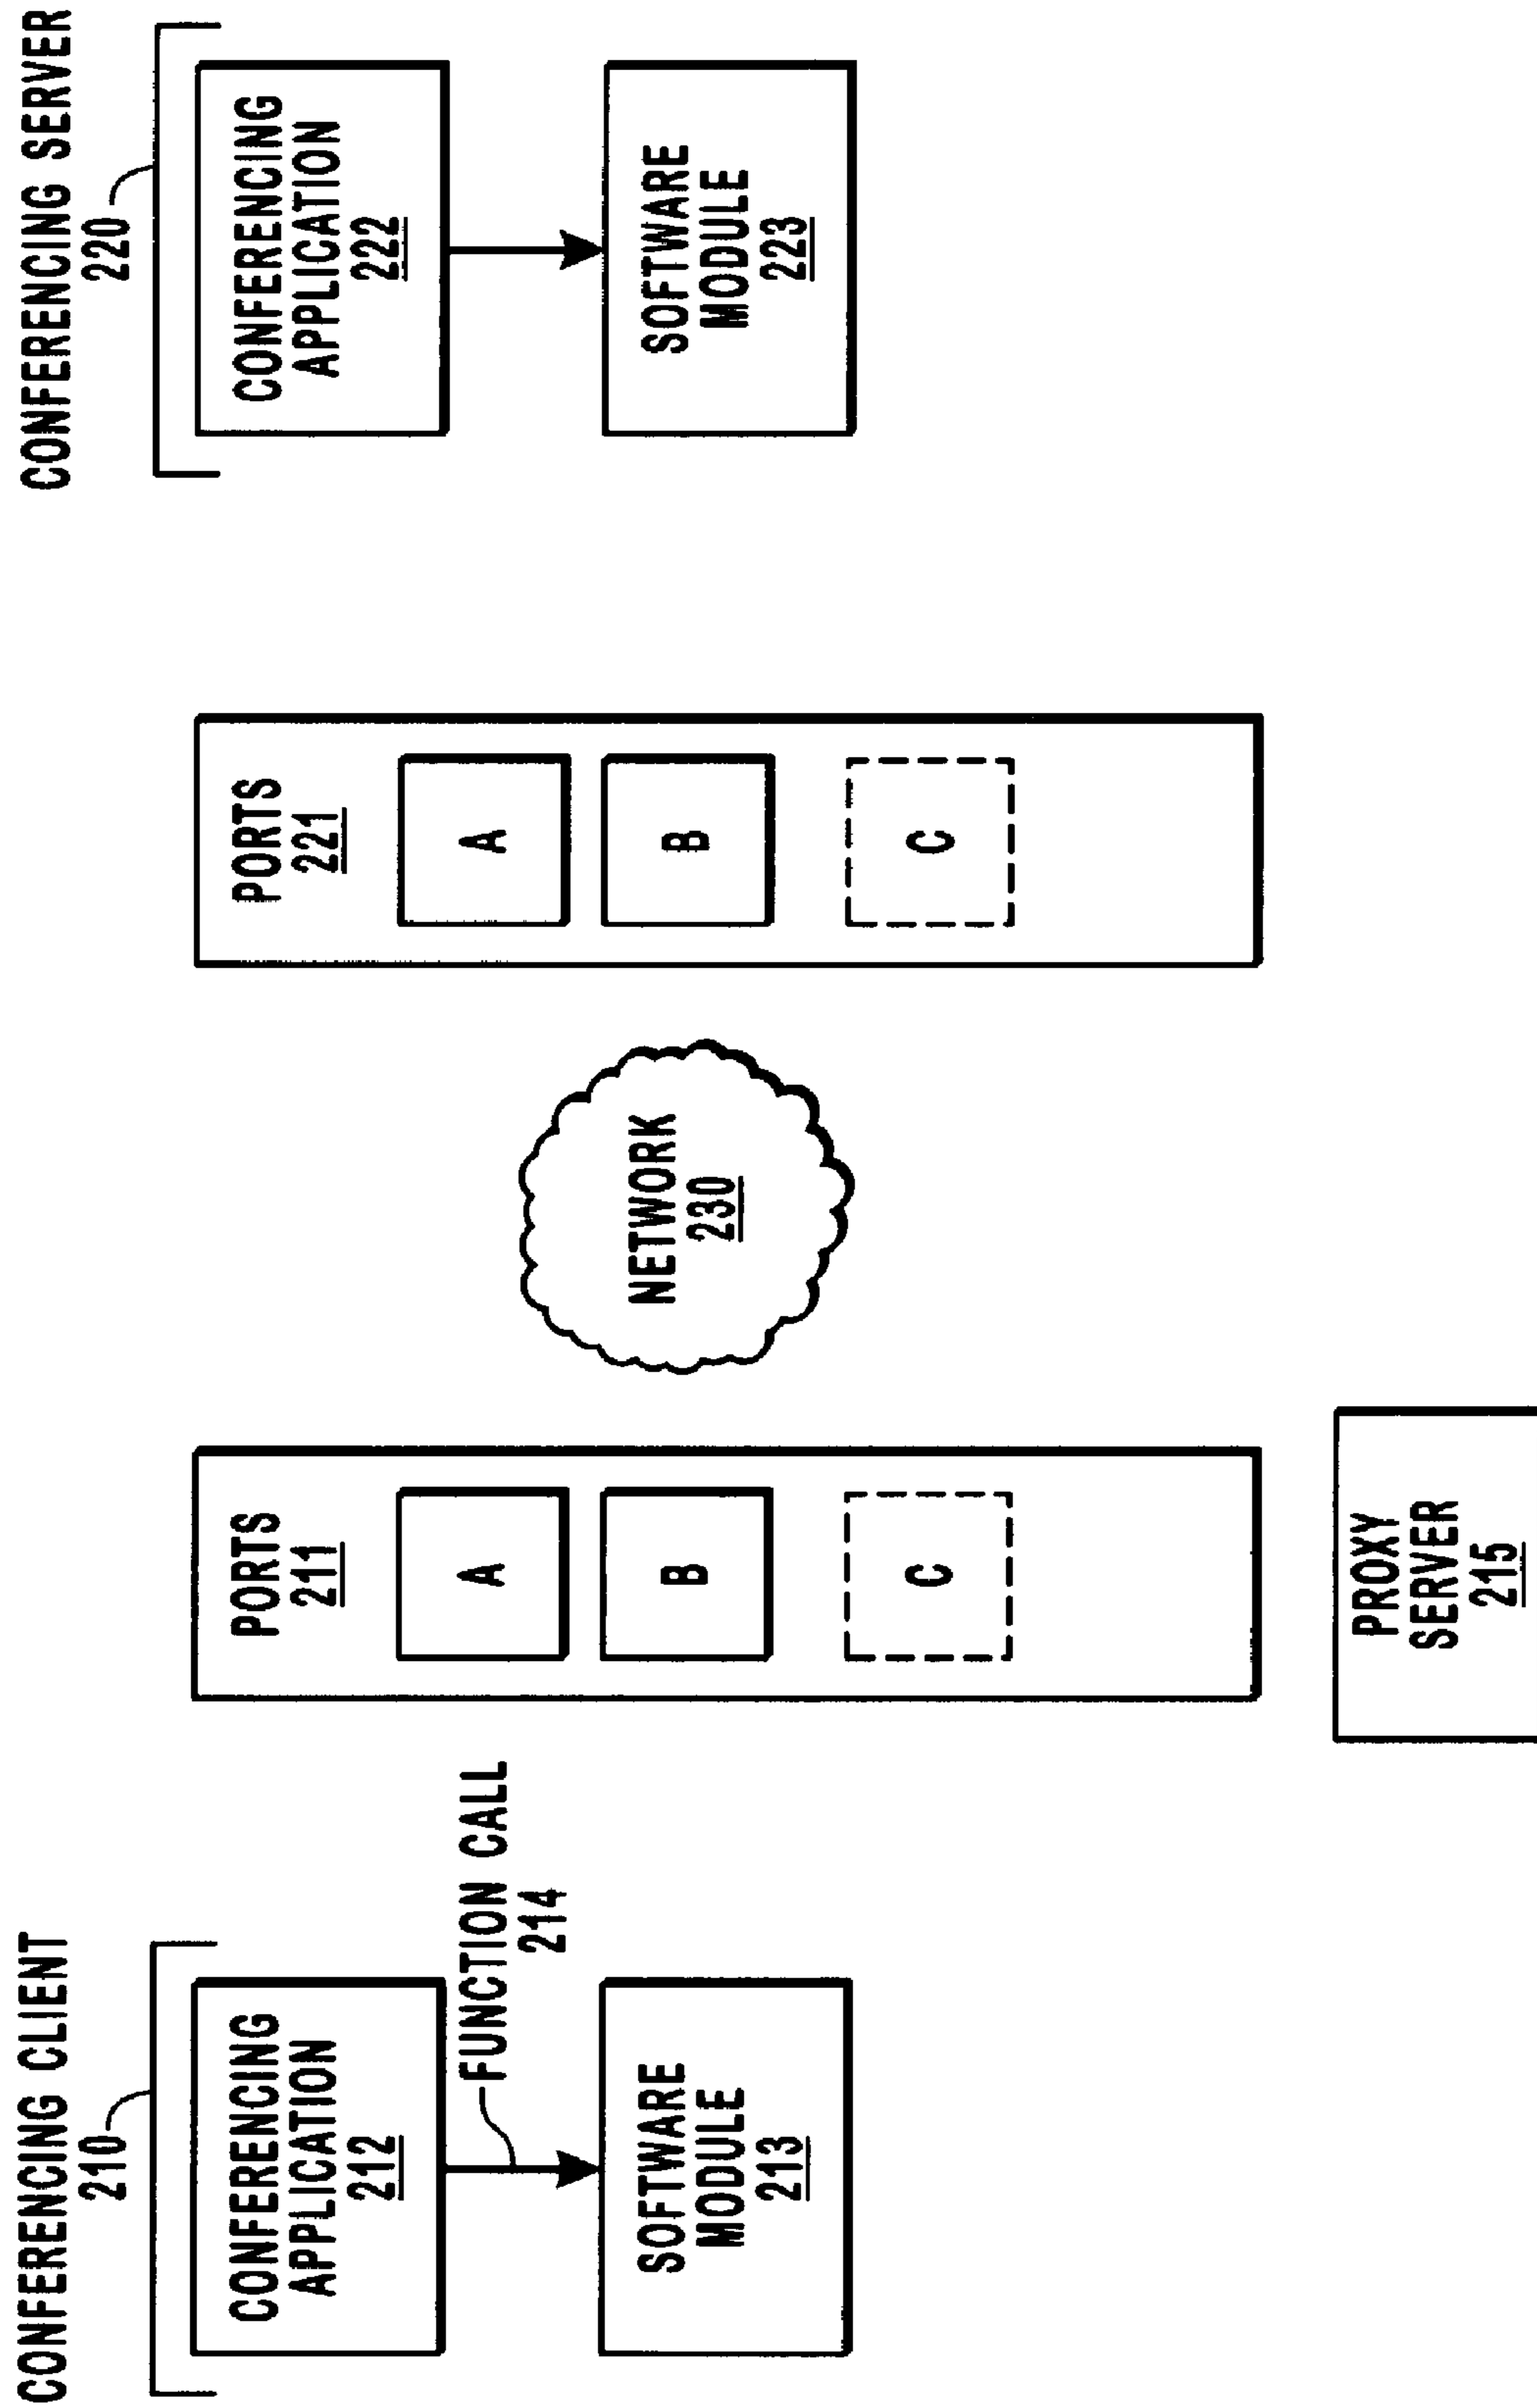 CONFERENCING CLIENT
210
CONFERENCING
APPLICATION
212
FUNCTION CALL
214
SOFTWARE
MODULE
213
PORTS
211
A
B
C
PROXY
SERVER
215
NETWORK
230
PORTS
221
A
B
C
CONFERENCING SERVER
220
CONFERENCING
APPLICATION
222
SOFTWARE
MODULE
223